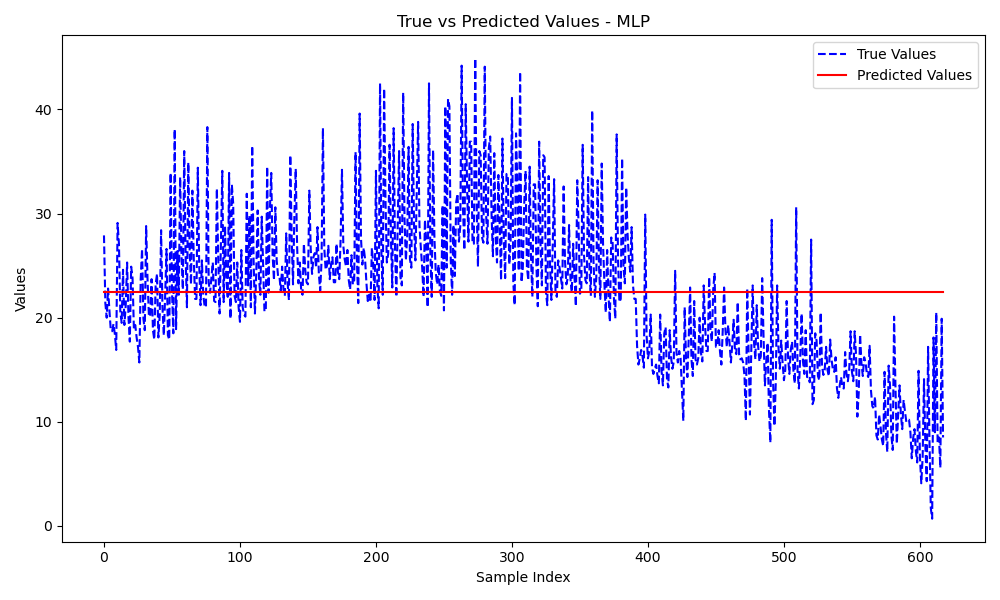 True vs Predicted Values - MLP
True Values
Predicted Values
Values
40
30
20
10
0
0 100 200 300 400 500 600
Sample Index